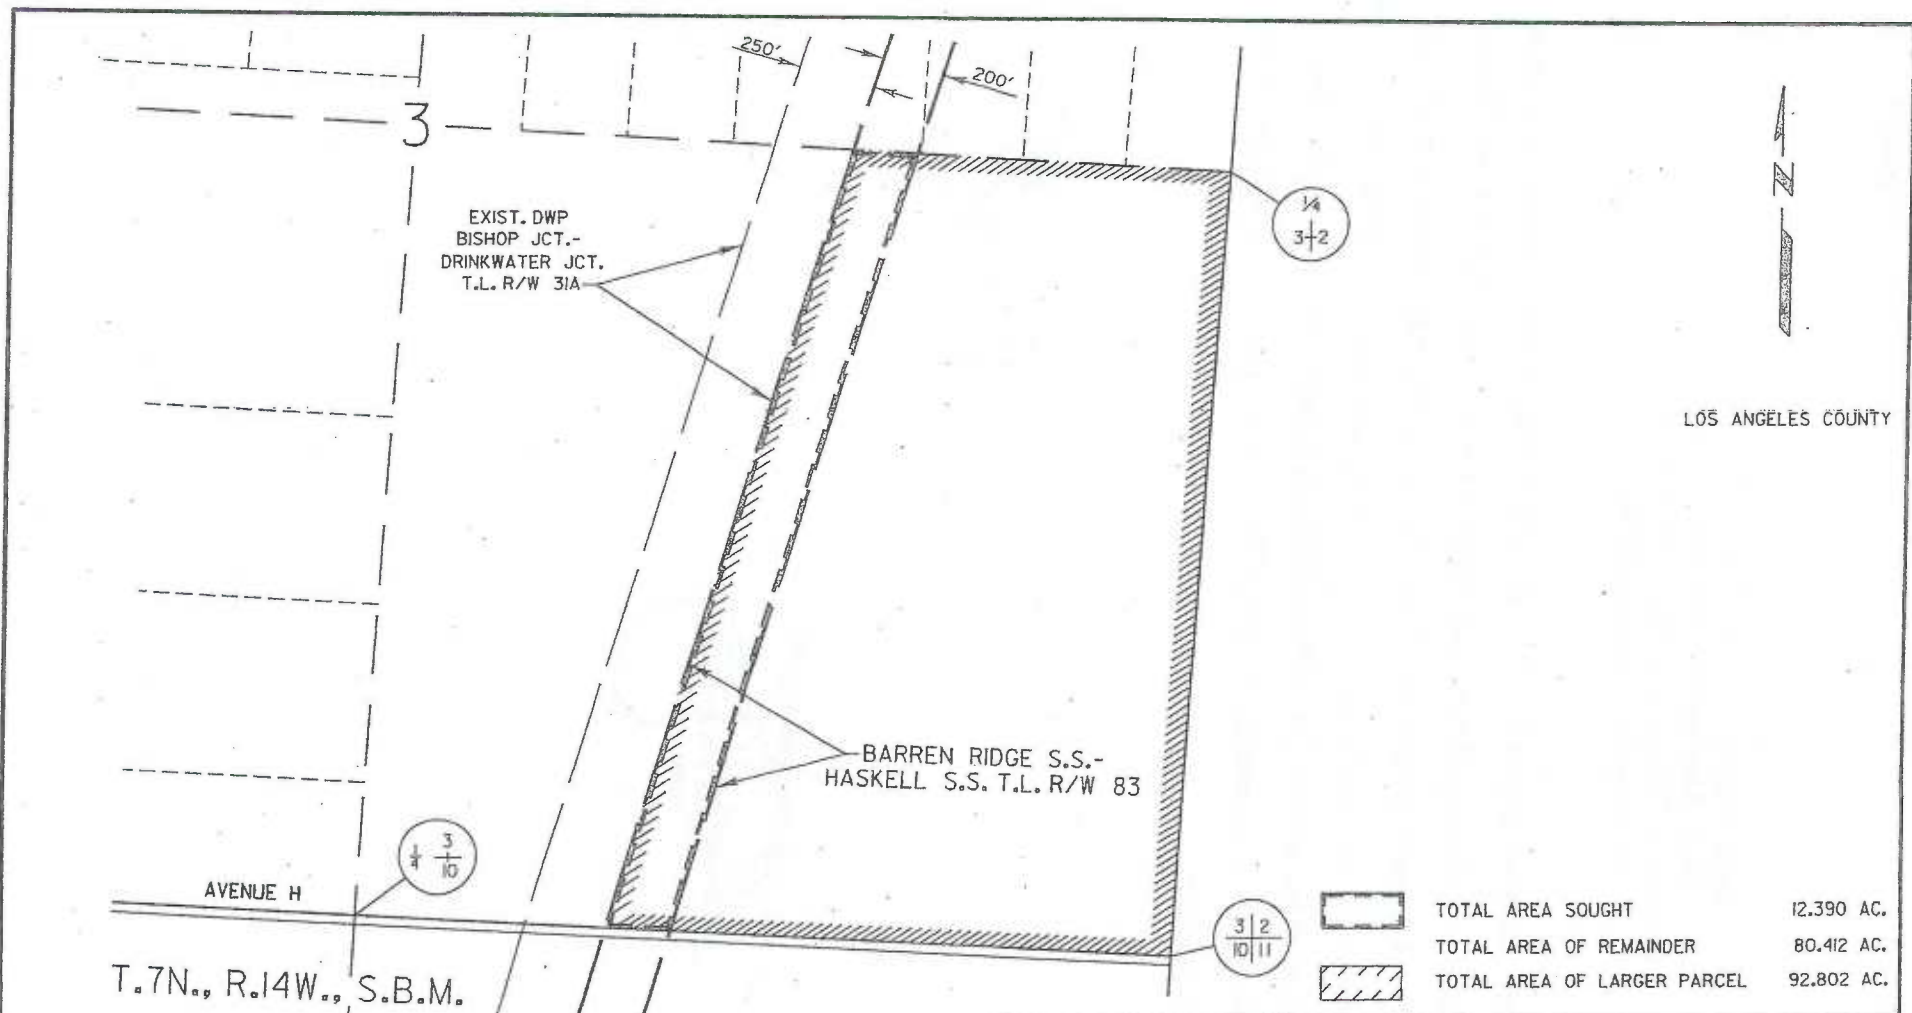 250'
200'
3
EXIST. DWP
BISHOP JCT.-
DRINKWATER JCT.
T.L. R/W 31A
1/4
3 2
N
LOS ANGELES COUNTY
BARREN RIDGE S.S.-
HASKELL S.S. T.L. R/W 83
1/4 3
10
AVENUE H
3 2
10 11
T.7N., R.14W., S.B.M.
TOTAL AREA SOUGHT 12.390 AC.
TOTAL AREA OF REMAINDER 80.412 AC.
TOTAL AREA OF LARGER PARCEL 92.802 AC.